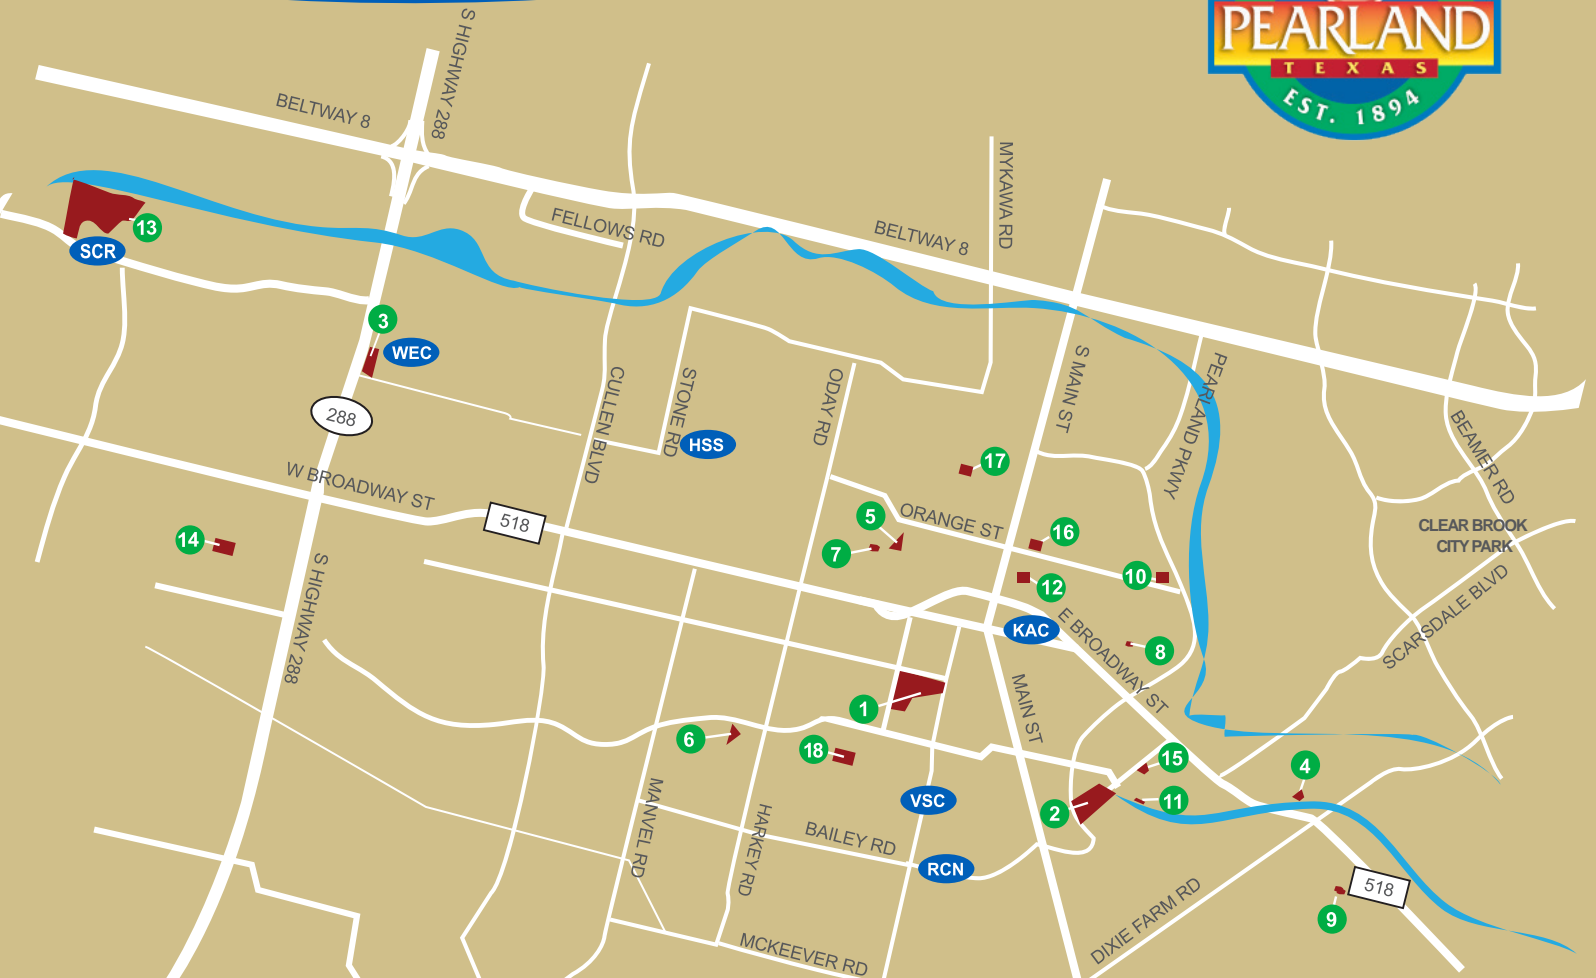 PEARLAND
TEXAS
EST. 1894
S HIGHWAY 288
BELTWAY 8
MYKAWA RD
FELLOWS RD
BELTWAY 8
13
SCR
3
WEC
288
CULLEN BLVD
STONE RD
ODAY RD
S MAIN ST
PEARLAND PKWY
BEAMER RD
HSS
17
W BROADWAY ST
518
ORANGE ST
5
7
16
14
12
10
CLEAR BROOK
CITY PARK
S HIGHWAY 288
KAC
E BROADWAY ST
8
SCARSDALE BLVD
1
MAIN ST
6
18
15
4
VSC
2
11
MANVEL RD
HARKEY RD
BAILEY RD
RCN
518
9
DIXIE FARM RD
MCKEEVER RD